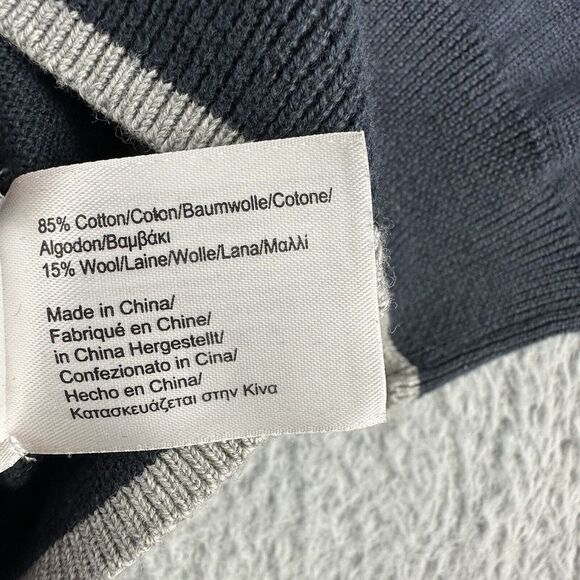 85% Cotton/Coton/Baumwolle/Cotone/
Algodon/Βαμβάκι
15% Wool/Laine/Wolle/Lana/Μαλλί
Made in China/
Fabriqué en Chine/
in China Hergestellt/
Confezionato in Cina/
Hecho en China/
Κατασκευάζεται στην Κίνα